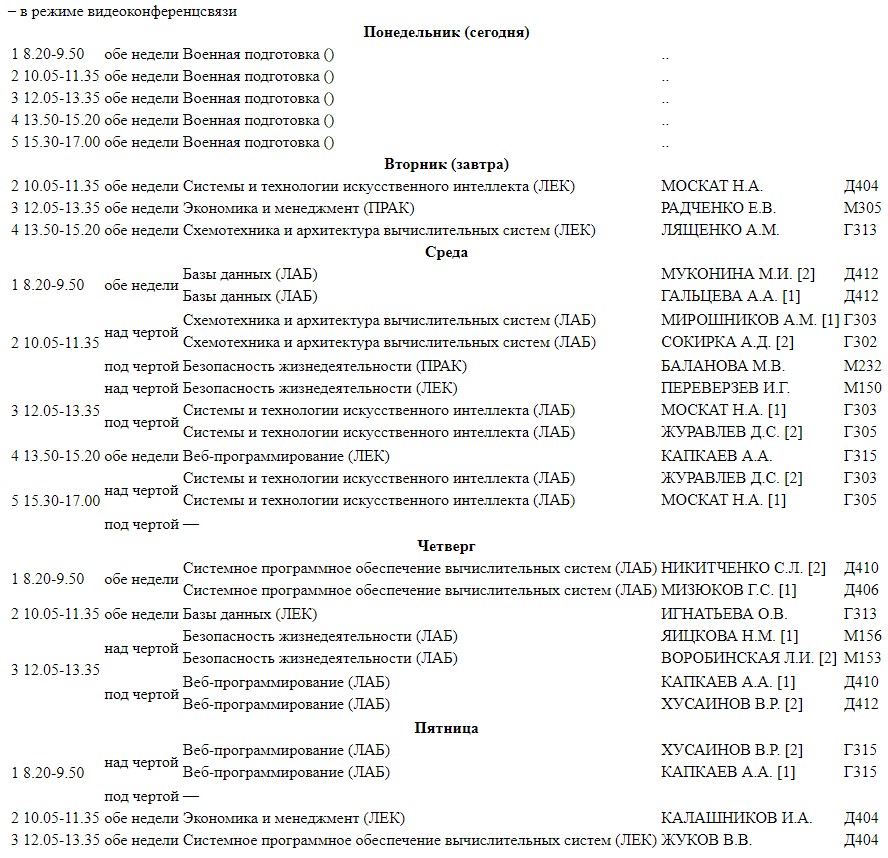 – в режиме видеоконференцсвязи
Понедельник (сегодня)
1 8.20-9.50 обе недели Военная подготовка () ..
2 10.05-11.35 обе недели Военная подготовка () ..
3 12.05-13.35 обе недели Военная подготовка () ..
4 13.50-15.20 обе недели Военная подготовка () ..
5 15.30-17.00 обе недели Военная подготовка () ..
Вторник (завтра)
2 10.05-11.35 обе недели Системы и технологии искусственного интеллекта (ЛЕК) МОСКАТ Н.А. Д404
3 12.05-13.35 обе недели Экономика и менеджмент (ПРАК) РАДЧЕНКО Е.В. М305
4 13.50-15.20 обе недели Схемотехника и архитектура вычислительных систем (ЛЕК) ЛЯЩЕНКО А.М. Г313
Среда
1 8.20-9.50 обе недели Базы данных (ЛАБ) МУКОНИНА М.И. [2] Д412
Базы данных (ЛАБ) ГАЛЬЦЕВА А.А. [1] Д412
2 10.05-11.35 над чертой Схемотехника и архитектура вычислительных систем (ЛАБ) МИРОШНИКОВ А.М. [1] Г303
Схемотехника и архитектура вычислительных систем (ЛАБ) СОКИРКА А.Д. [2] Г302
под чертой Безопасность жизнедеятельности (ПРАК) БАЛАНОВА М.В. М232
3 12.05-13.35 над чертой Безопасность жизнедеятельности (ЛЕК) ПЕРЕВЕРЗЕВ И.Г. М150
под чертой Системы и технологии искусственного интеллекта (ЛАБ) МОСКАТ Н.А. [1] Г303
Системы и технологии искусственного интеллекта (ЛАБ) ЖУРАВЛЕВ Д.С. [2] Г305
4 13.50-15.20 обе недели Веб-программирование (ЛЕК) КАПКАЕВ А.А. Г315
5 15.30-17.00 над чертой Системы и технологии искусственного интеллекта (ЛАБ) ЖУРАВЛЕВ Д.С. [2] Г303
Системы и технологии искусственного интеллекта (ЛАБ) МОСКАТ Н.А. [1] Г305
под чертой —
Четверг
1 8.20-9.50 обе недели Системное программное обеспечение вычислительных систем (ЛАБ) НИКИТЧЕНКО С.Л. [2] Д410
Системное программное обеспечение вычислительных систем (ЛАБ) МИЗЮКОВ Г.С. [1] Д406
2 10.05-11.35 обе недели Базы данных (ЛЕК) ИГНАТЬЕВА О.В. Г313
3 12.05-13.35 над чертой Безопасность жизнедеятельности (ЛАБ) ЯИЦКОВА Н.М. [1] М156
Безопасность жизнедеятельности (ЛАБ) ВОРОБИНСКАЯ Л.И. [2] М153
под чертой Веб-программирование (ЛАБ) КАПКАЕВ А.А. [1] Д410
Веб-программирование (ЛАБ) ХУСАИНОВ В.Р. [2] Д412
Пятница
1 8.20-9.50 над чертой Веб-программирование (ЛАБ) ХУСАИНОВ В.Р. [2] Г315
Веб-программирование (ЛАБ) КАПКАЕВ А.А. [1] Г315
под чертой —
2 10.05-11.35 обе недели Экономика и менеджмент (ЛЕК) КАЛАШНИКОВ И.А. Д404
3 12.05-13.35 обе недели Системное программное обеспечение вычислительных систем (ЛЕК) ЖУКОВ В.В. Д404